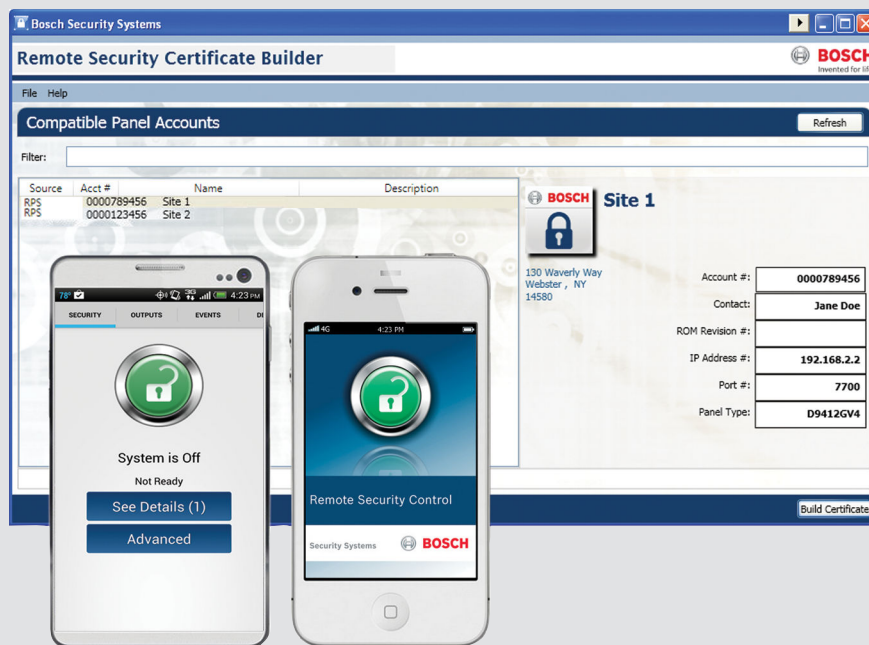 Bosch Security Systems
Remote Security Certificate Builder
BOSCH
Invented for life
File Help
Compatible Panel Accounts
Refresh
Filter:
Source Acct # Name Description
RPS 0000789456 Site 1
RPS 0000123456 Site 2
BOSCH
Site 1
130 Waverly Way
Webster , NY
14580
Account #: 0000789456
Contact: Jane Doe
ROM Revision #:
IP Address #: 192.168.2.2
Port #: 7700
Panel Type: D9412GV4
Build Certificate
78° 3G 4:23 PM
SECURITY OUTPUTS EVENTS
System is Off
Not Ready
See Details (1)
Advanced
4G 4:23 PM
Remote Security Control
Security Systems BOSCH